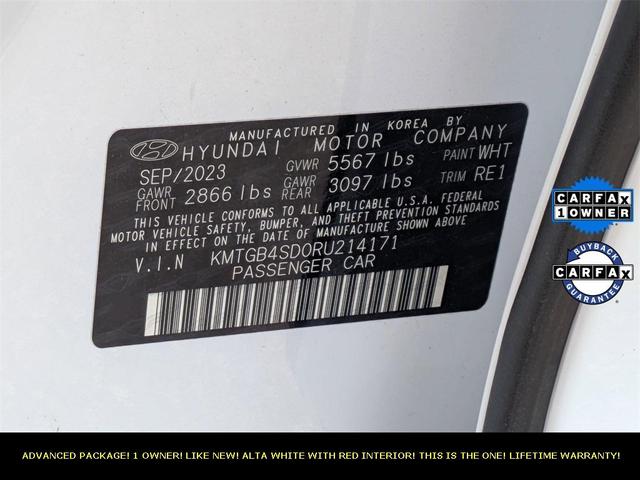 MANUFACTURED IN KOREA BY
HYUNDAI MOTOR COMPANY
SEP/2023 GVWR 5567 lbs PAINT WHT
GAWR FRONT 2866 lbs GAWR REAR 3097 lbs TRIM RE1
THIS VEHICLE CONFORMS TO ALL APPLICABLE U.S.A. FEDERAL
MOTOR VEHICLE SAFETY, BUMPER, AND THEFT PREVENTION STANDARDS
IN EFFECT ON THE DATE OF MANUFACTURE SHOWN ABOVE
V.I.N KMTGB4SD0RU214171
PASSENGER CAR
CARFAX
1 OWNER
BUYBACK
CARFAX
GUARANTEE
ADVANCED PACKAGE! 1 OWNER! LIKE NEW! ALTA WHITE WITH RED INTERIOR! THIS IS THE ONE! LIFETIME WARRANTY!